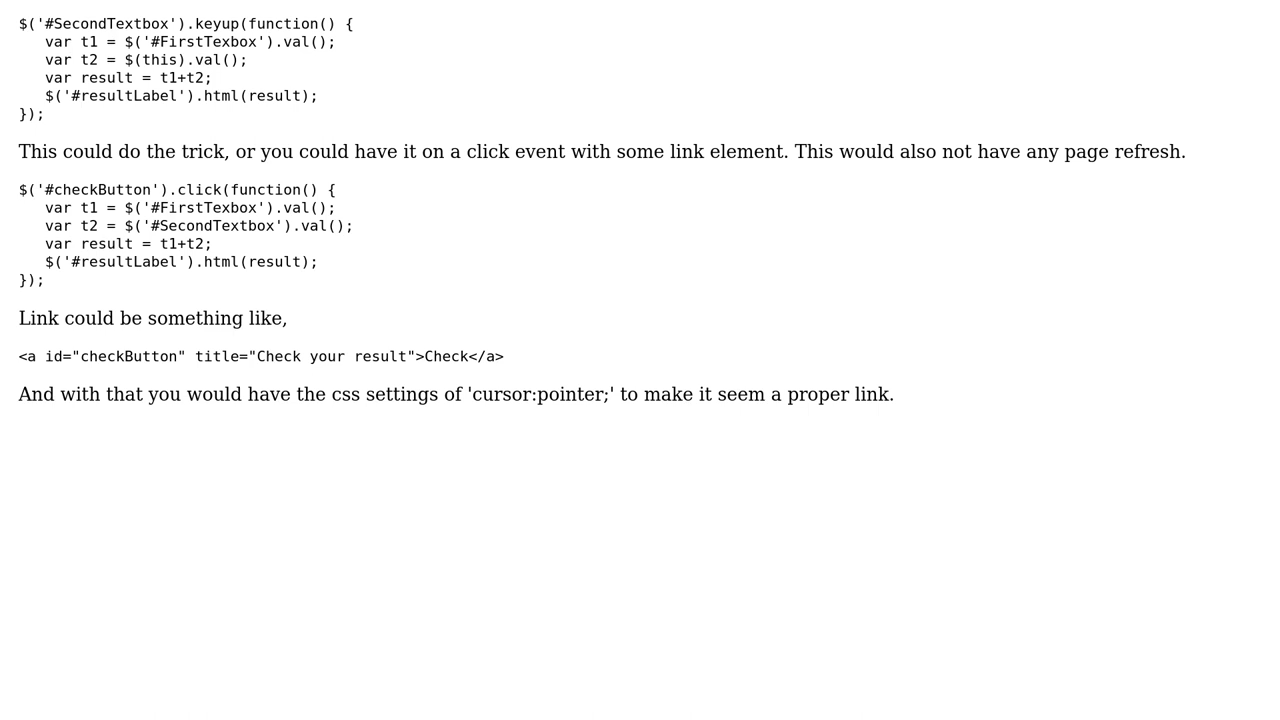 $('#SecondTextbox').keyup(function() {
   var t1 = $('#FirstTexbox').val();
   var t2 = $(this).val();
   var result = t1+t2;
   $('#resultLabel').html(result);
});
This could do the trick, or you could have it on a click event with some link element. This would also not have any page refresh.
$('#checkButton').click(function() {
   var t1 = $('#FirstTexbox').val();
   var t2 = $('#SecondTextbox').val();
   var result = t1+t2;
   $('#resultLabel').html(result);
});
Link could be something like,
<a id="checkButton" title="Check your result">Check</a>
And with that you would have the css settings of 'cursor:pointer;' to make it seem a proper link.